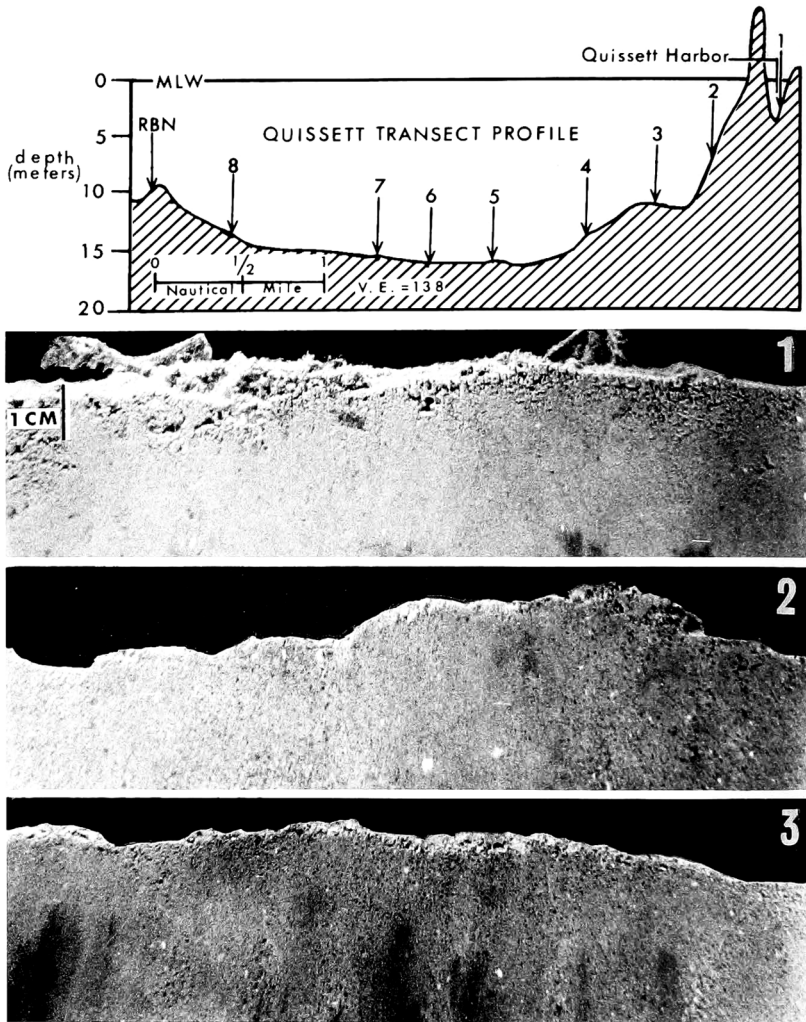 1
Quissett Harbor
0
MLW
2
RBN
QUISSETT TRANSECT PROFILE
3
5
depth
(meters)
4
8
7
6
5
10
15
0
1/2
1
Nautical Mile
V. E. =138
20
1
1 CM
2
3